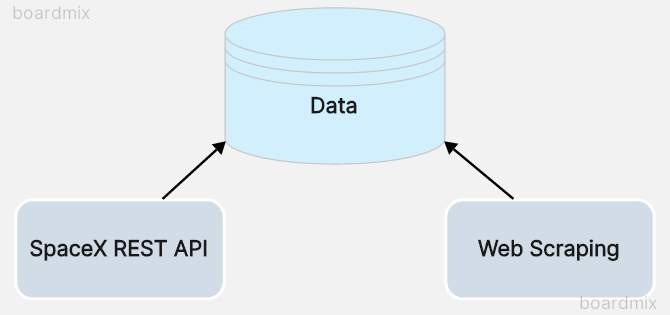 boardmix
Data
SpaceX REST API
Web Scraping
boardmix